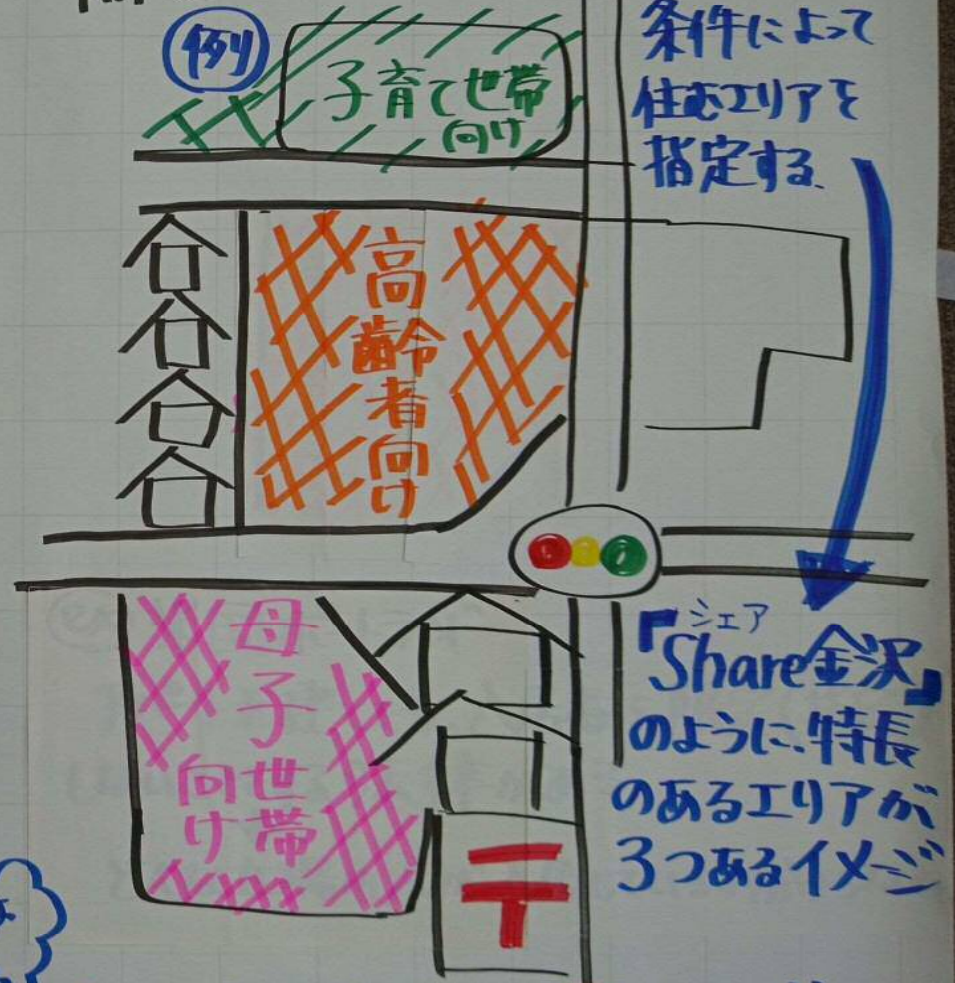 例
子育て世帯
向け
条件によって
住むエリアを
指定する
高齢者向け
母子世帯
向け
シェア
『Share金沢』
のように、特長
のあるエリアが
3つあるイメージ
〒